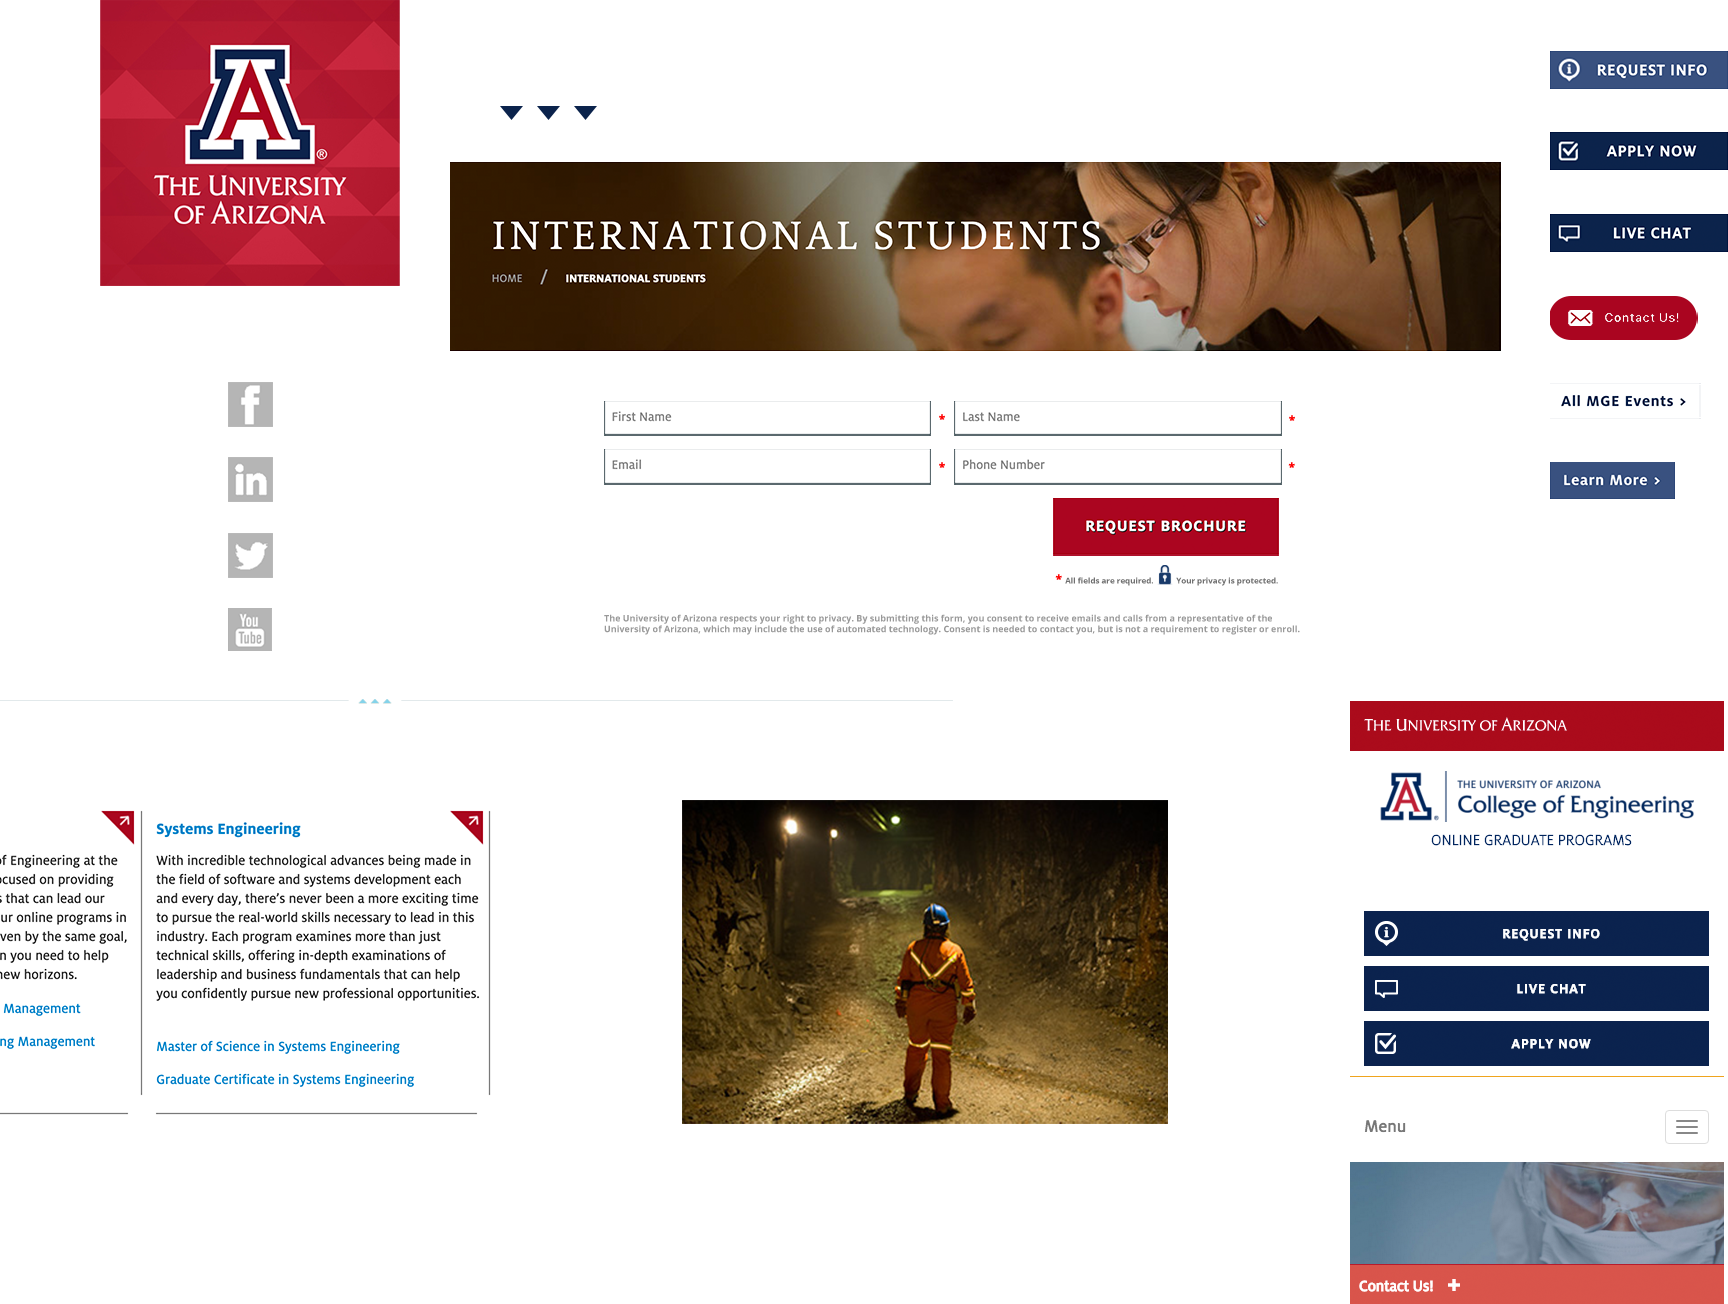 A
®
THE UNIVERSITY
OF ARIZONA
INTERNATIONAL STUDENTS
HOME / INTERNATIONAL STUDENTS
REQUEST INFO
APPLY NOW
LIVE CHAT
Contact Us!
All MGE Events >
Learn More >
f
in
You
Tube
First Name *
Last Name *
Email *
Phone Number *
REQUEST BROCHURE
* All fields are required. Your privacy is protected.
The University of Arizona respects your right to privacy. By submitting this form, you consent to receive emails and calls from a representative of the
University of Arizona, which may include the use of automated technology. Consent is needed to contact you, but is not a requirement to register or enroll.
of Engineering at the
ocused on providing
s that can lead our
ur online programs in
ven by the same goal,
n you need to help
new horizons.
Management
ng Management
Systems Engineering
With incredible technological advances being made in
the field of software and systems development each
and every day, there's never been a more exciting time
to pursue the real-world skills necessary to lead in this
industry. Each program examines more than just
technical skills, offering in-depth examinations of
leadership and business fundamentals that can help
you confidently pursue new professional opportunities.
Master of Science in Systems Engineering
Graduate Certificate in Systems Engineering
THE UNIVERSITY OF ARIZONA
A
THE UNIVERSITY OF ARIZONA
College of Engineering
ONLINE GRADUATE PROGRAMS
REQUEST INFO
LIVE CHAT
APPLY NOW
Menu
Contact Us! +